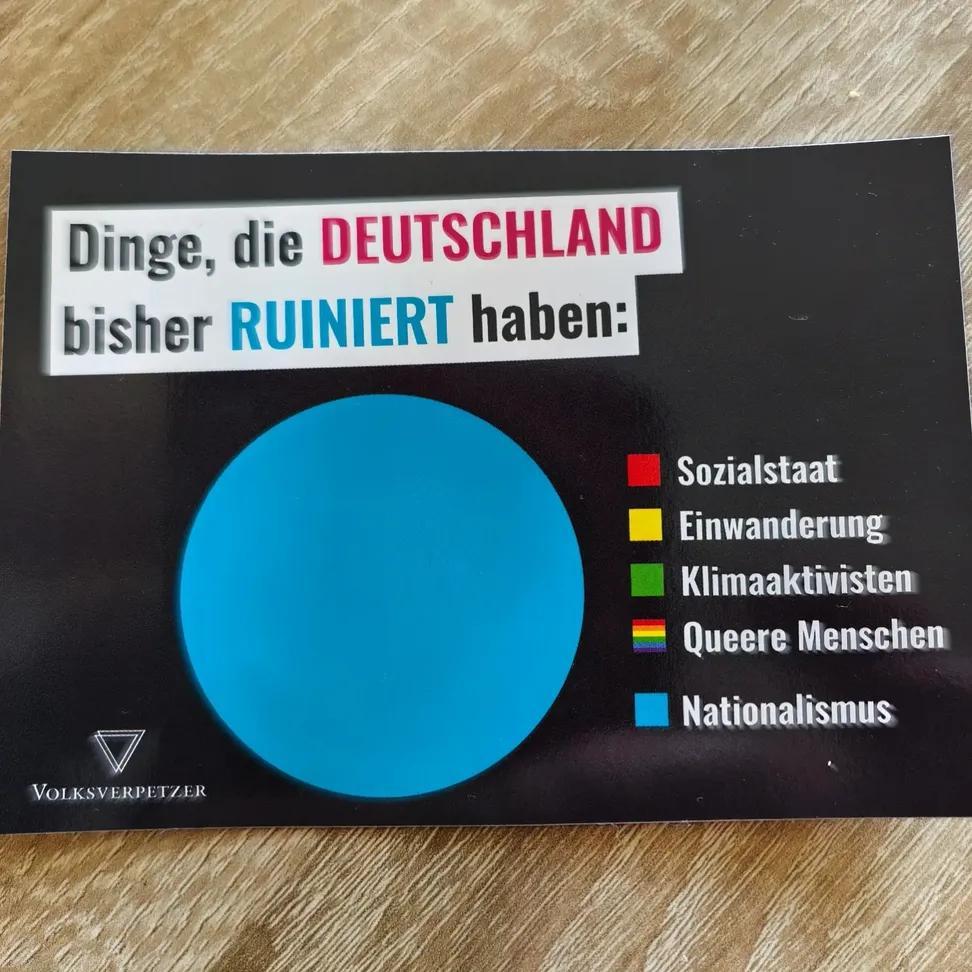 Dinge, die DEUTSCHLAND
bisher RUINIERT haben:
Sozialstaat
Einwanderung
Klimaaktivisten
Queere Menschen
Nationalismus
VOLKSVERPETZER